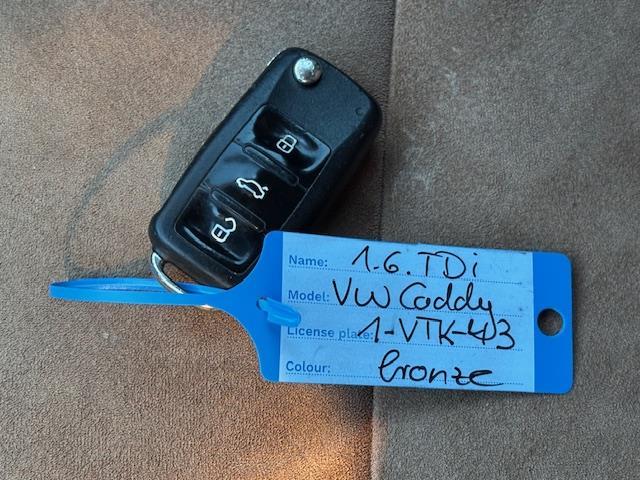 Name: 1.6. TDi
Model: VW Caddy
License plate: 1-VTK-413
Colour: bronze